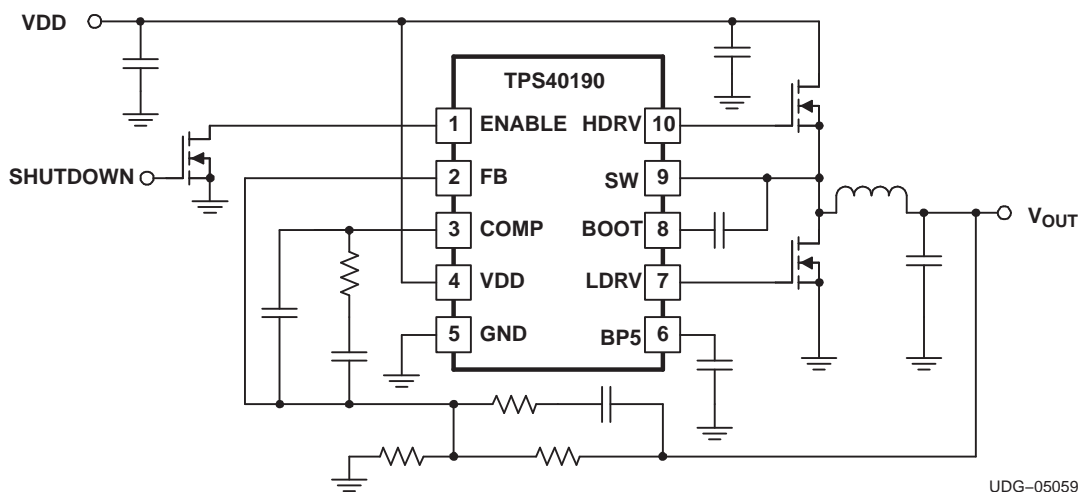 VDD
TPS40190
1 ENABLE HDRV 10
SHUTDOWN
2 FB SW 9
3 COMP BOOT 8
VOUT
4 VDD LDRV 7
5 GND BP5 6
UDG–05059